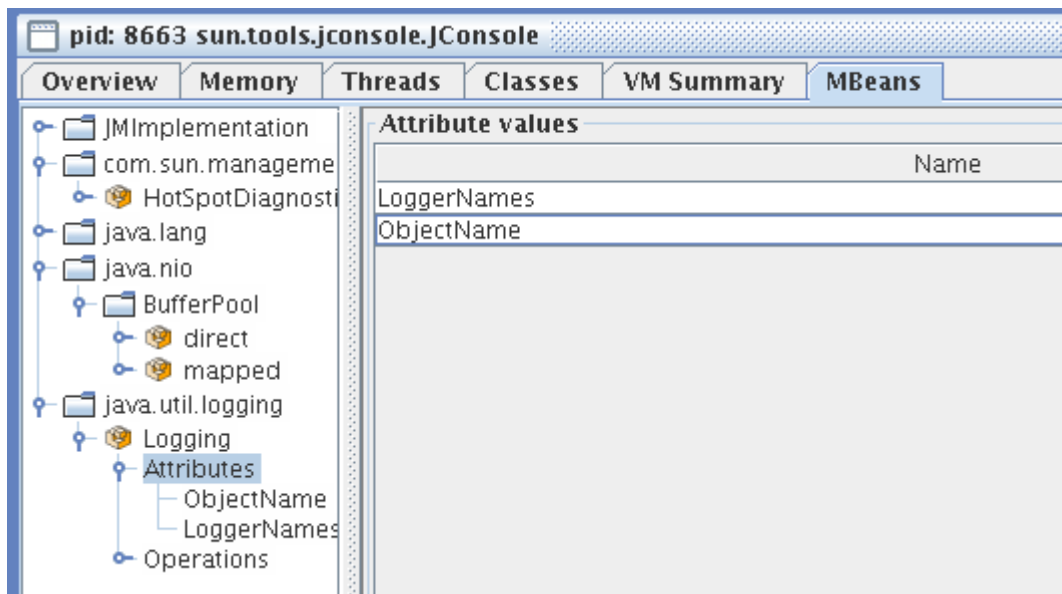 pid: 8663 sun.tools.jconsole.JConsole
Overview Memory Threads Classes VM Summary MBeans
JMImplementation
com.sun.manageme
HotSpotDiagnosti
java.lang
java.nio
BufferPool
direct
mapped
java.util.logging
Logging
Attributes
ObjectName
LoggerNames
Operations
Attribute values
Name
LoggerNames
ObjectName